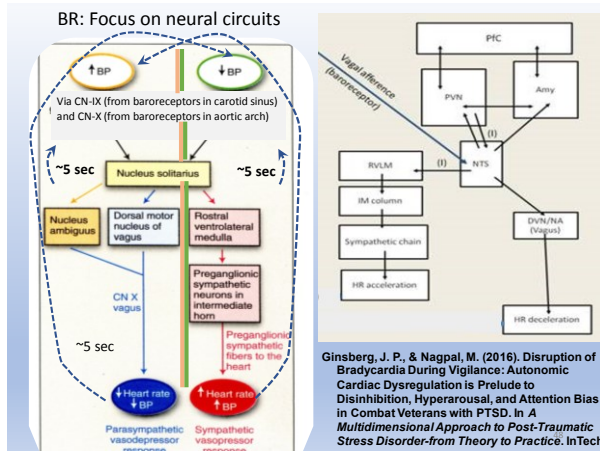 BR: Focus on neural circuits
↑ BP
↓ BP
Via CN-IX (from baroreceptors in carotid sinus)
and CN-X (from baroreceptors in aortic arch)
~5 sec
~5 sec
Nucleus solitarius
Nucleus
ambiguus
Dorsal motor
nucleus of
vagus
Rostral
ventrolateral
medulla
Preganglionic
sympathetic
neurons in
intermediate
horn
CN X
vagus
~5 sec
Preganglionic
sympathetic
fibers to the
heart
↓ Heart rate
↓ BP
↑ Heart rate
↑ BP
Parasympathetic
vasodepressor
response
Sympathetic
vasopressor
response
PfC
Vagal afference
(baroreceptor)
PVN
Amy
(I)
RVLM
(I)
NTS
IM column
Sympathetic chain
HR acceleration
DVN/NA
(Vagus)
HR deceleration
Ginsberg, J. P., & Nagpal, M. (2016). Disruption of
Bradycardia During Vigilance: Autonomic
Cardiac Dysregulation is Prelude to
Disinhibition, Hyperarousal, and Attention Bias
in Combat Veterans with PTSD. In A
Multidimensional Approach to Post-Traumatic
Stress Disorder-from Theory to Practice. InTech